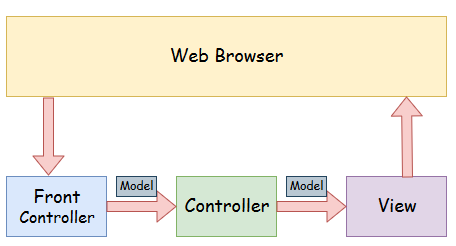 Web Browser
Model
Model
Front
Controller
Controller
View